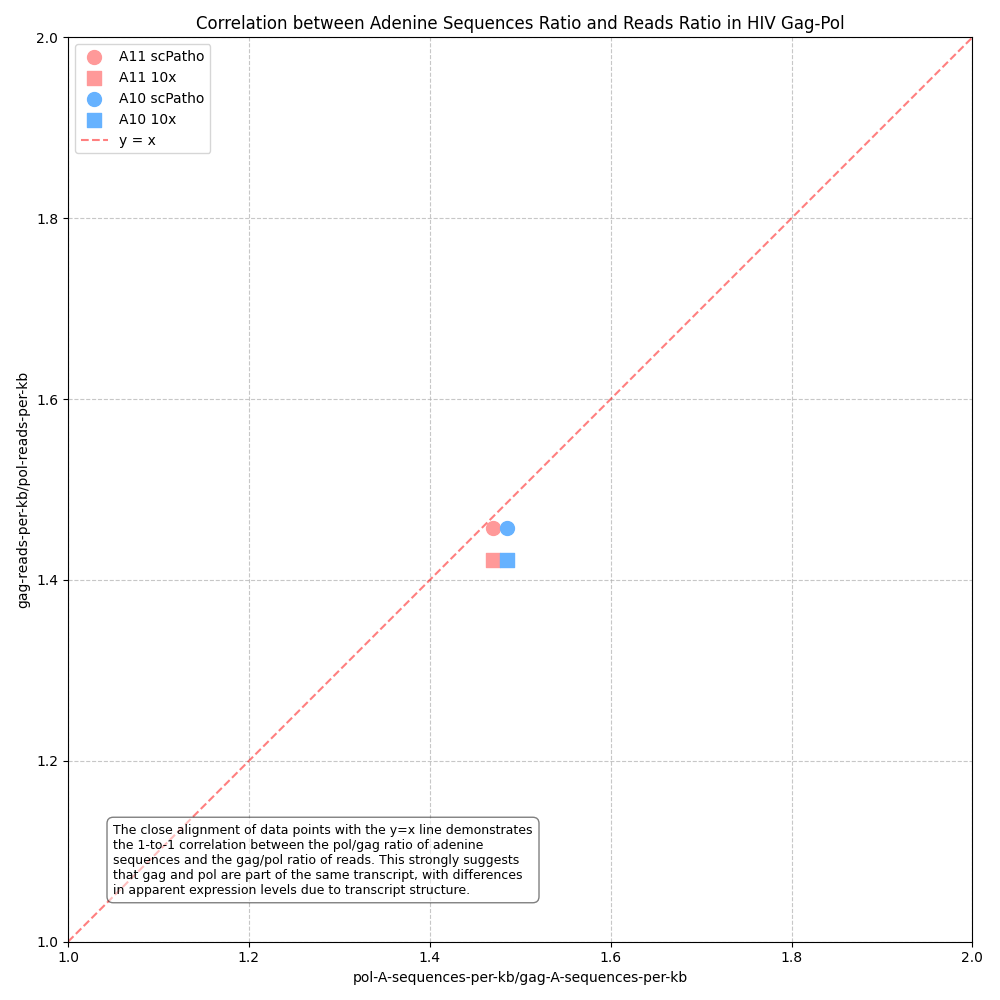 Correlation between Adenine Sequences Ratio and Reads Ratio in HIV Gag-Pol
2.0
A11 scPatho
A11 10x
A10 scPatho
A10 10x
y = x
1.8
1.6
gag-reads-per-kb/pol-reads-per-kb
1.4
1.2
The close alignment of data points with the y=x line demonstrates
the 1-to-1 correlation between the pol/gag ratio of adenine
sequences and the gag/pol ratio of reads. This strongly suggests
that gag and pol are part of the same transcript, with differences
in apparent expression levels due to transcript structure.
1.0
1.0 1.2 1.4 1.6 1.8 2.0
pol-A-sequences-per-kb/gag-A-sequences-per-kb